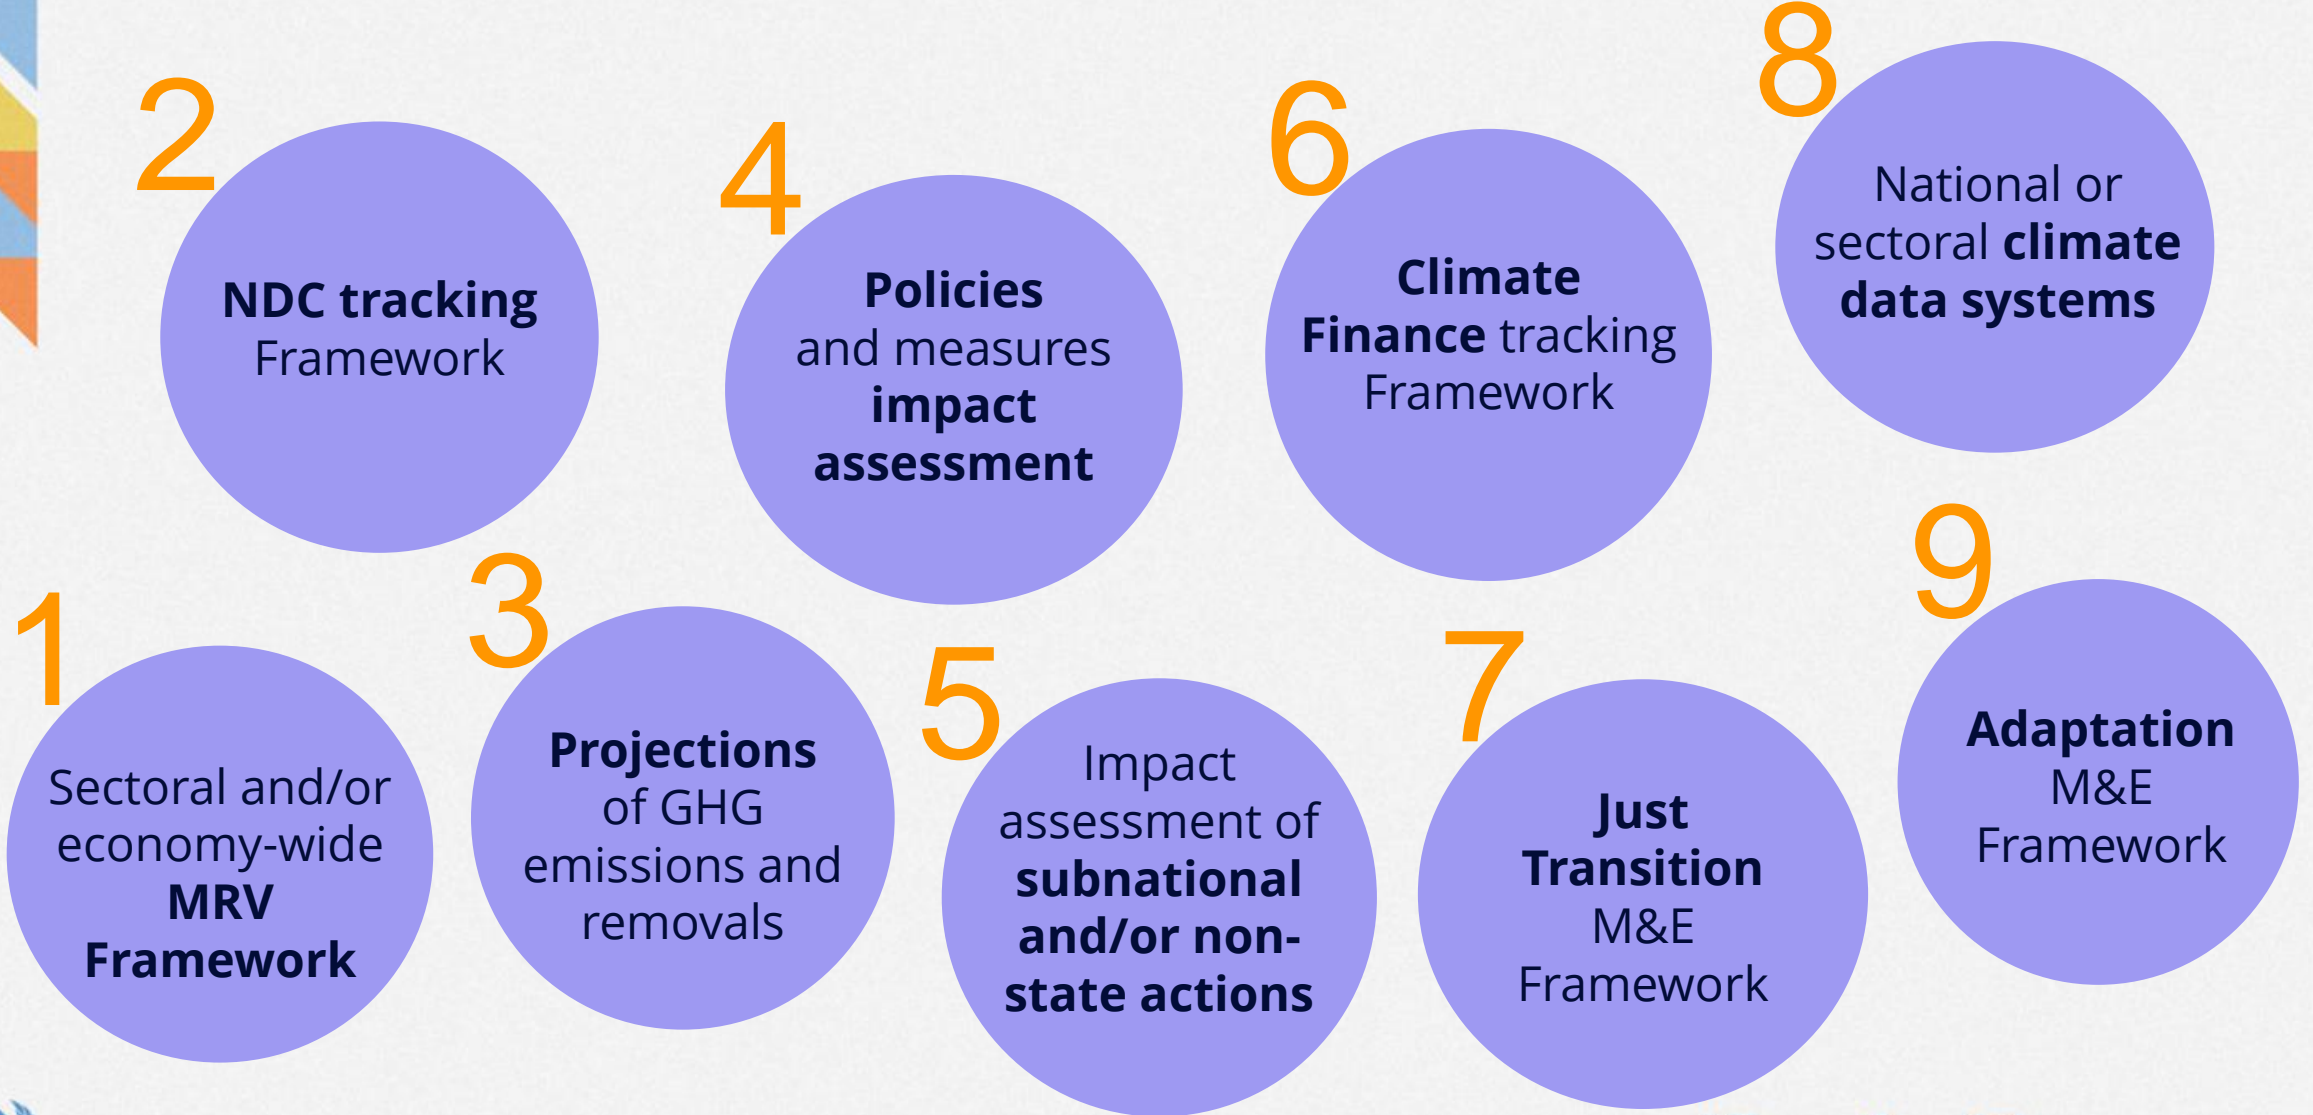 1
Sectoral and/or
economy-wide
MRV
Framework
2
NDC tracking
Framework
3
Projections
of GHG
emissions and
removals
4
Policies
and measures
impact
assessment
5
Impact
assessment of
subnational
and/or non-
state actions
6
Climate
Finance tracking
Framework
7
Just
Transition
M&E
Framework
8
National or
sectoral climate
data systems
9
Adaptation
M&E
Framework